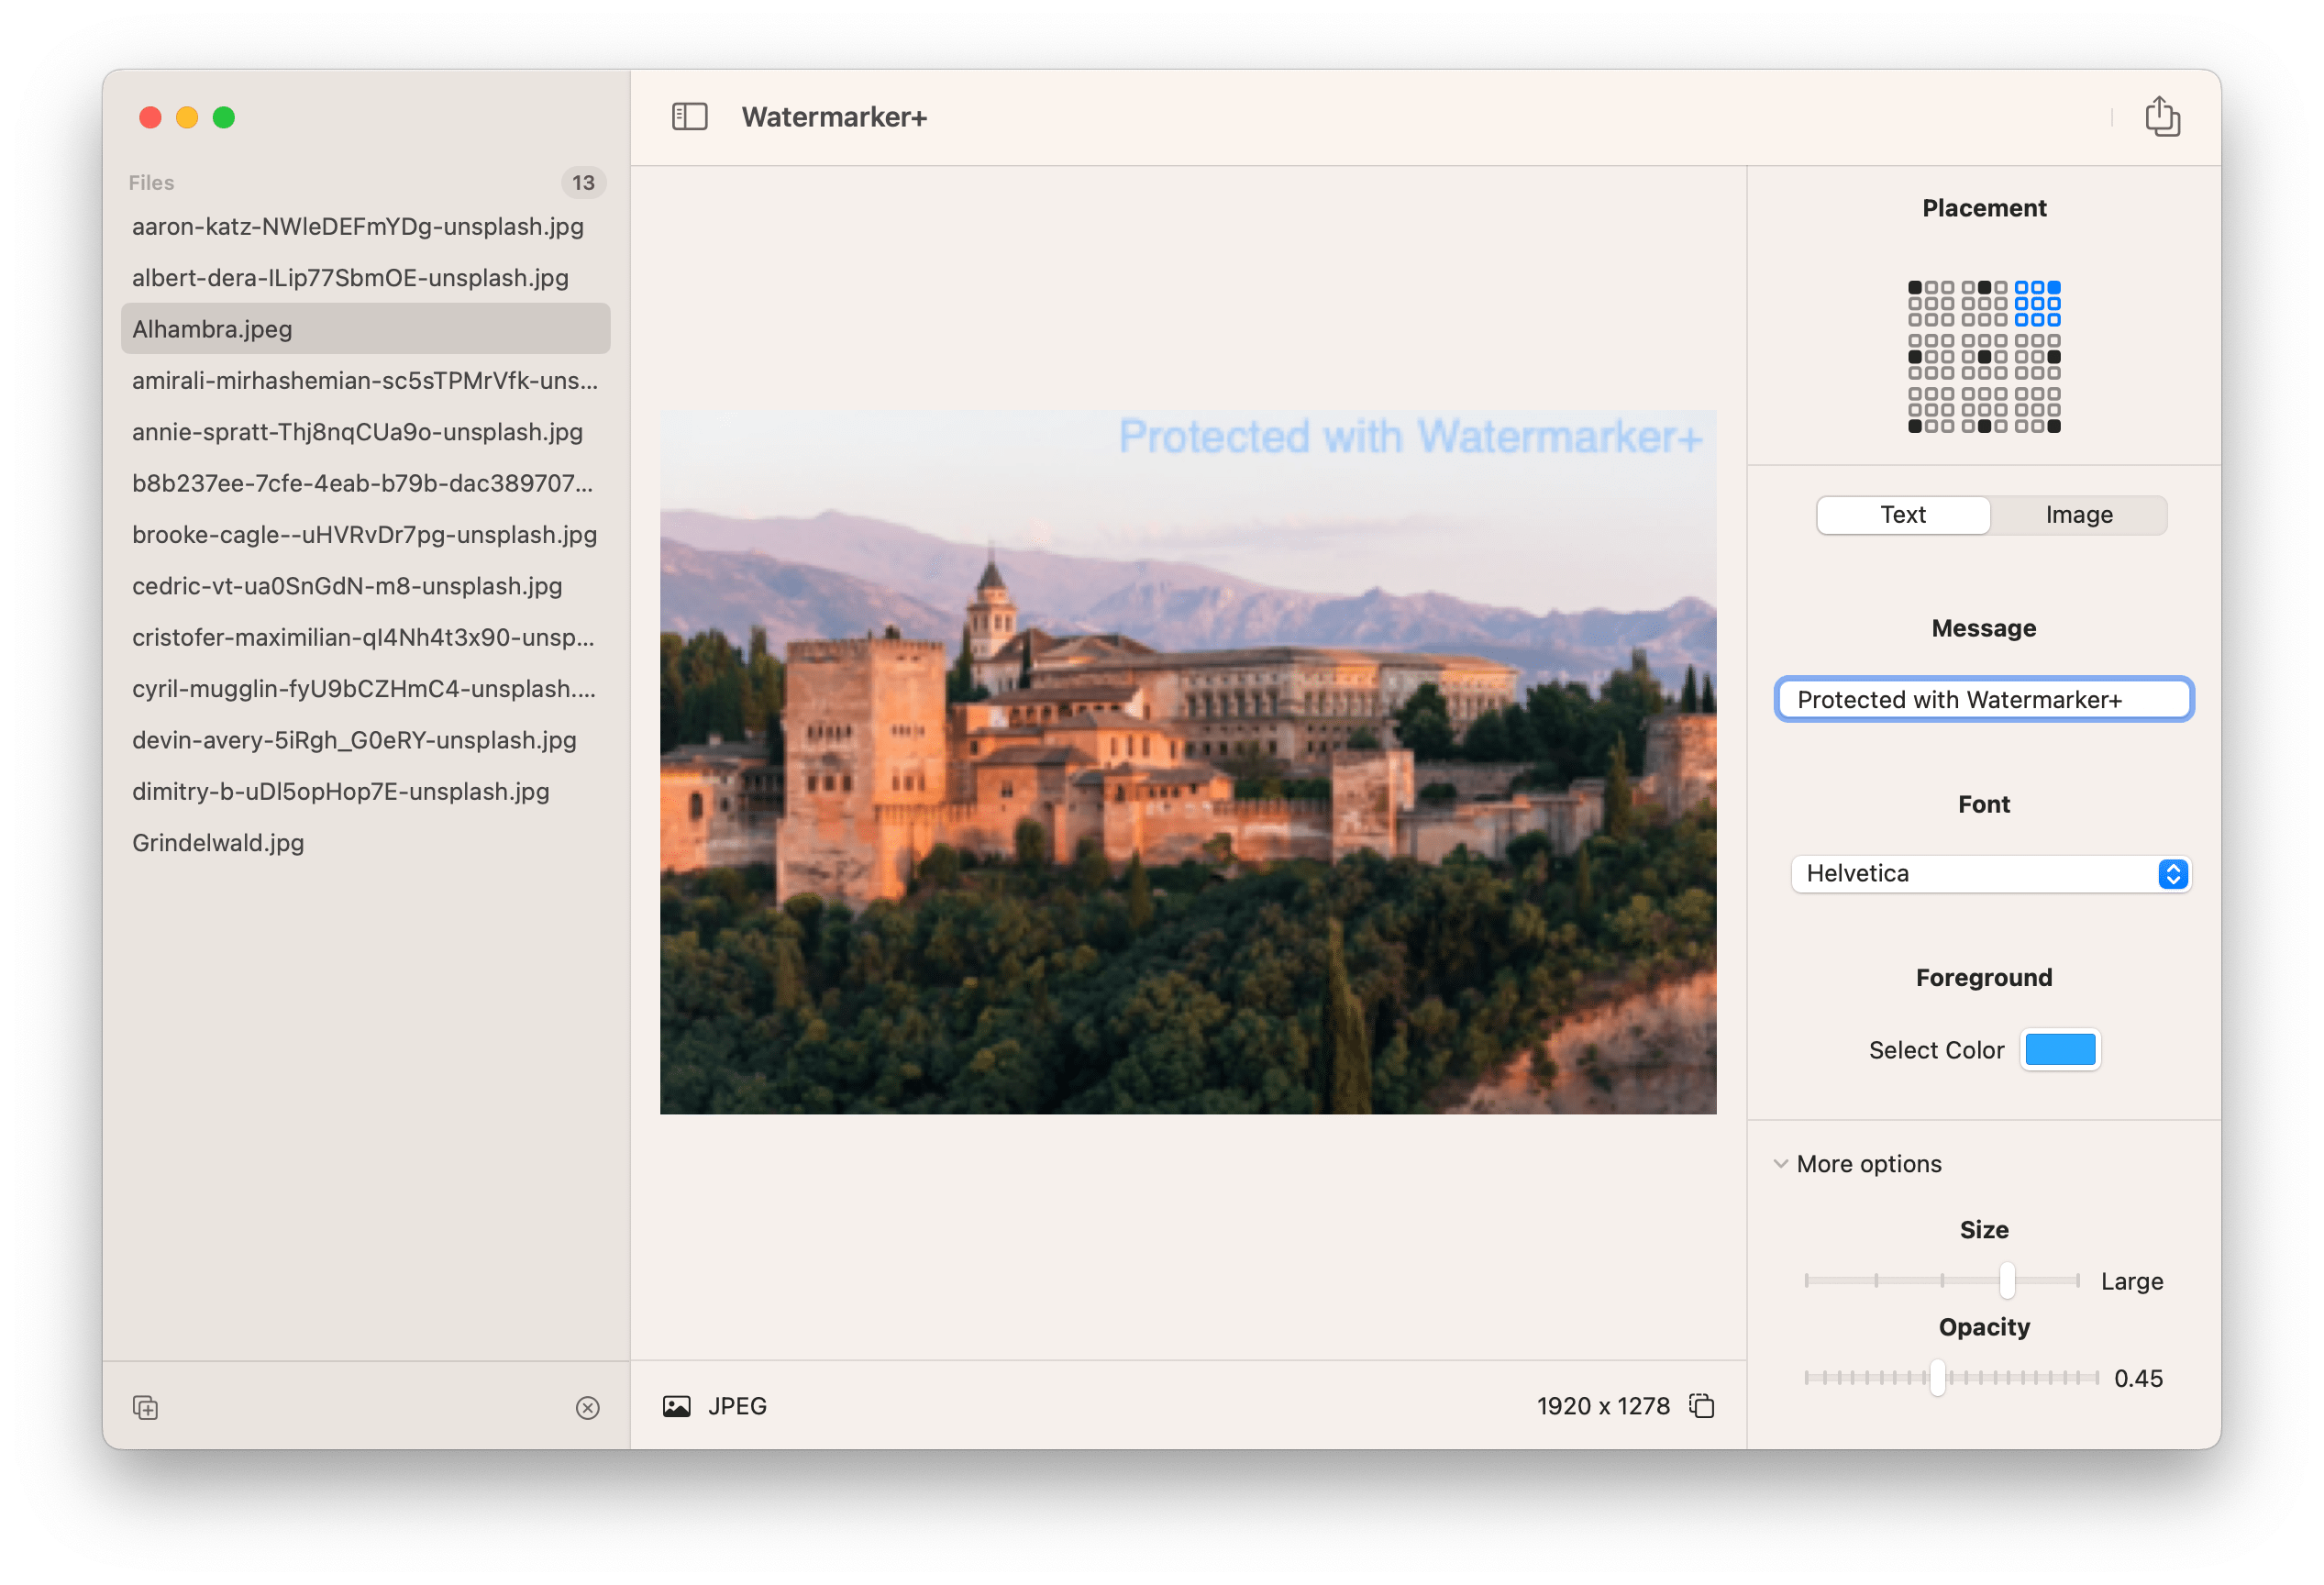 Watermarker+
Files
13
aaron-katz-NWleDEFmYDg-unsplash.jpg
albert-dera-ILip77SbmOE-unsplash.jpg
Alhambra.jpeg
amirali-mirhashemian-sc5sTPMrVfk-uns...
annie-spratt-Thj8nqCUa9o-unsplash.jpg
b8b237ee-7cfe-4eab-b79b-dac389707...
brooke-cagle--uHVRvDr7pg-unsplash.jpg
cedric-vt-ua0SnGdN-m8-unsplash.jpg
cristofer-maximilian-qI4Nh4t3x90-unsp...
cyril-mugglin-fyU9bCZHmC4-unsplash....
devin-avery-5iRgh_G0eRY-unsplash.jpg
dimitry-b-uDl5opHop7E-unsplash.jpg
Grindelwald.jpg
Protected with Watermarker+
JPEG
1920 x 1278
Placement
Text
Image
Message
Protected with Watermarker+
Font
Helvetica
Foreground
Select Color
More options
Size
Large
Opacity
0.45